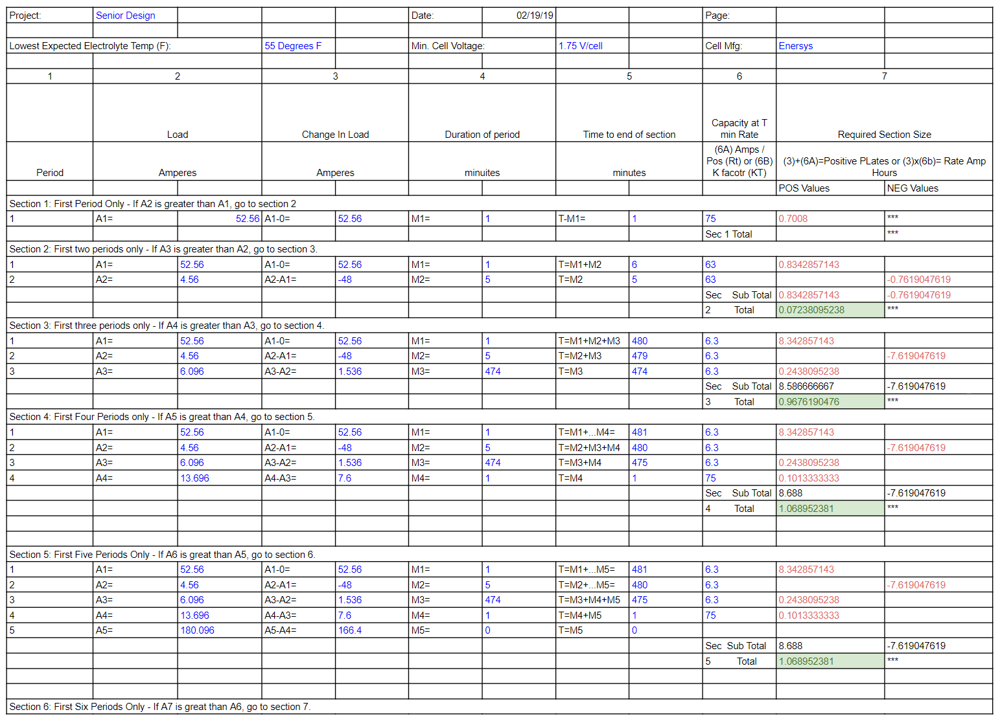 Project: Senior Design Date: 02/19/19 Page:
Lowest Expected Electrolyte Temp (F): 55 Degrees F Min. Cell Voltage: 1.75 V/cell Cell Mfg: Enersys
1 2 3 4 5 6 7
Load Change In Load Duration of period Time to end of section Capacity at T min Rate Required Section Size
Period Amperes Amperes minuites minutes (6A) Amps / Pos (Rt) or (6B) K facotr (KT) (3)+(6A)=Positive PLates or (3)x(6b)= Rate Amp Hours
POS Values NEG Values
Section 1: First Period Only - If A2 is greater than A1, go to section 2
1 A1= 52.56 A1-0= 52.56 M1= 1 T-M1= 1 75 0.7008 ***
Sec 1 Total ***
Section 2: First two periods only - If A3 is greater than A2, go to section 3.
1 A1= 52.56 A1-0= 52.56 M1= 1 T=M1+M2 6 63 0.8342857143
2 A2= 4.56 A2-A1= -48 M2= 5 T=M2 5 63 -0.7619047619
Sec Sub Total 0.8342857143 -0.7619047619
2 Total 0.07238095238 ***
Section 3: First three periods only - If A4 is greater than A3, go to section 4.
1 A1= 52.56 A1-0= 52.56 M1= 1 T=M1+M2+M3 480 6.3 8.342857143
2 A2= 4.56 A2-A1= -48 M2= 5 T=M2+M3 479 6.3 -7.619047619
3 A3= 6.096 A3-A2= 1.536 M3= 474 T=M3 474 6.3 0.2438095238
Sec Sub Total 8.586666667 -7.619047619
3 Total 0.9676190476 ***
Section 4: First Four Periods only - If A5 is great than A4, go to section 5.
1 A1= 52.56 A1-0= 52.56 M1= 1 T=M1+...M4= 481 6.3 8.342857143
2 A2= 4.56 A2-A1= -48 M2= 5 T=M2+M3+M4 480 6.3 -7.619047619
3 A3= 6.096 A3-A2= 1.536 M3= 474 T=M3+M4 475 6.3 0.2438095238
4 A4= 13.696 A4-A3= 7.6 M4= 1 T=M4 1 75 0.1013333333
Sec Sub Total 8.688 -7.619047619
4 Total 1.068952381 ***
Section 5: First Five Periods Only - If A6 is great than A5, go to section 6.
1 A1= 52.56 A1-0= 52.56 M1= 1 T=M1+...M5= 481 6.3 8.342857143
2 A2= 4.56 A2-A1= -48 M2= 5 T=M2+...M5= 480 6.3 -7.619047619
3 A3= 6.096 A3-A2= 1.536 M3= 474 T=M3+M4+M5 475 6.3 0.2438095238
4 A4= 13.696 A4-A3= 7.6 M4= 1 T=M4+M5 1 75 0.1013333333
5 A5= 180.096 A5-A4= 166.4 M5= 0 T=M5 0
Sec Sub Total 8.688 -7.619047619
5 Total 1.068952381 ***
Section 6: First Six Periods Only - If A7 is great than A6, go to section 7.